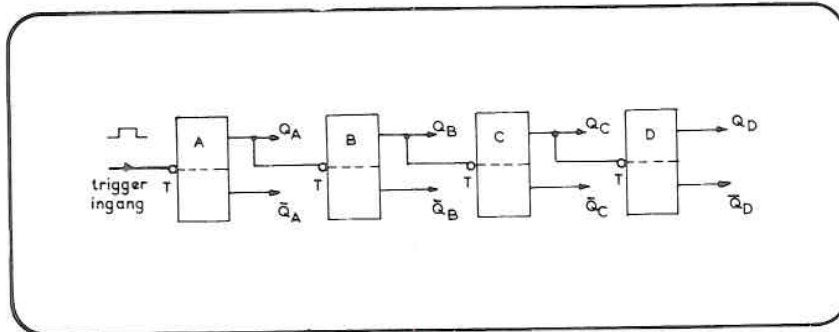 A
Q_A
B
Q_B
C
Q_C
D
Q_D
T
T
T
T
trigger
ingang
Q̄_A
Q̄_B
Q̄_C
Q̄_D